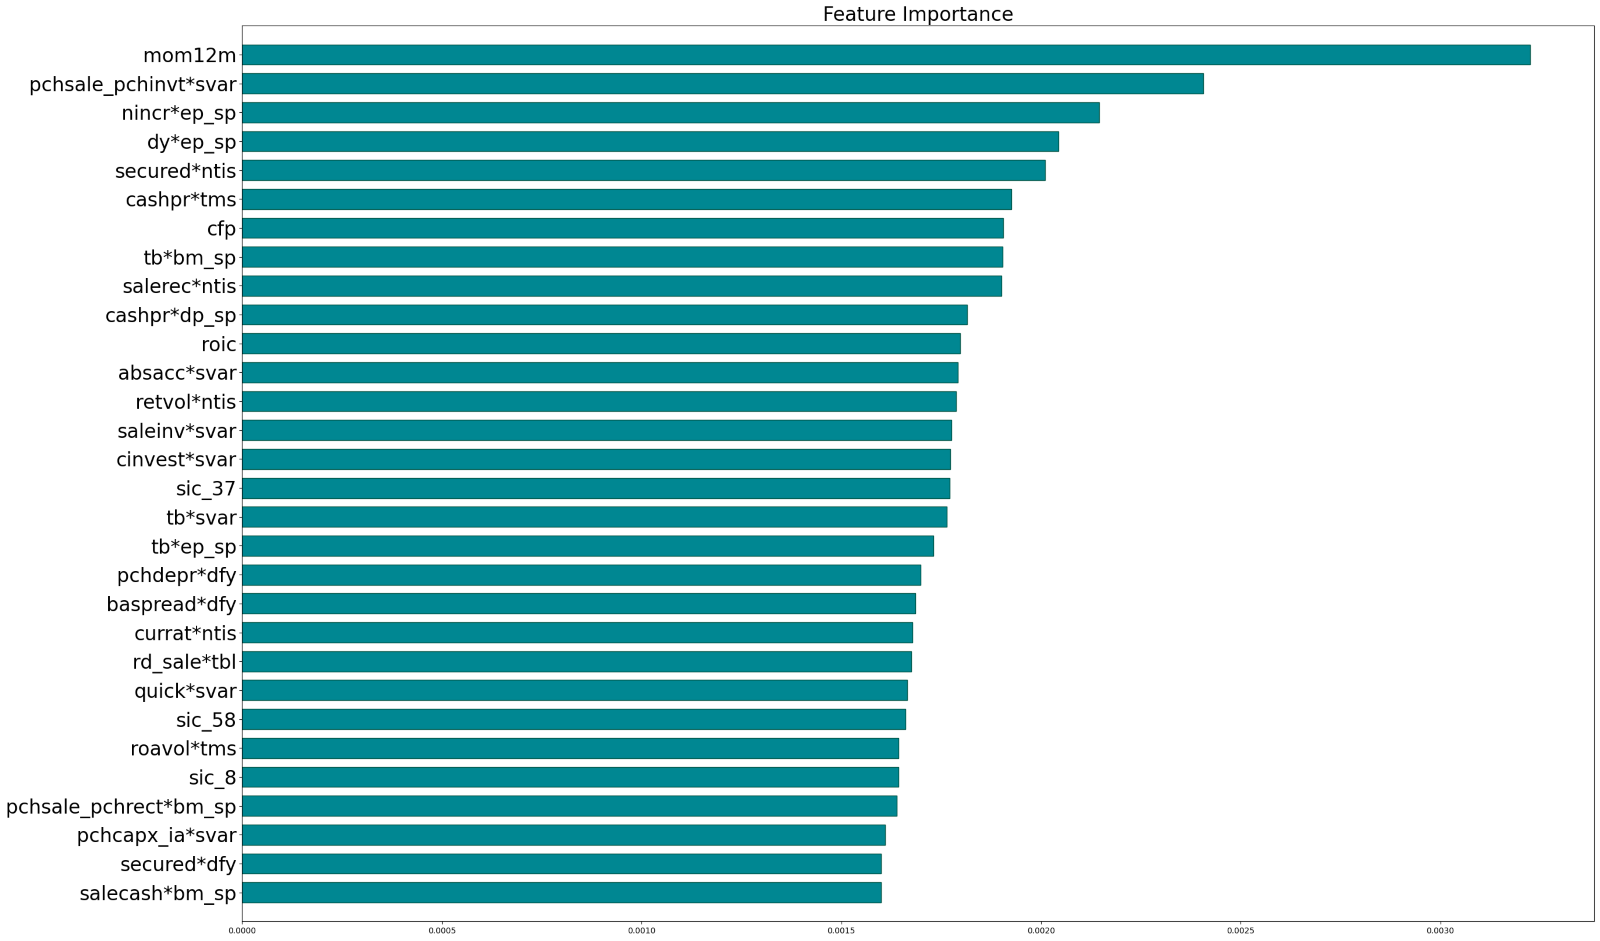 Feature Importance
mom12m
pchsale_pchinvt*svar
nincr*ep_sp
dy*ep_sp
secured*ntis
cashpr*tms
cfp
tb*bm_sp
salerec*ntis
cashpr*dp_sp
roic
absacc*svar
retvol*ntis
saleinv*svar
cinvest*svar
sic_37
tb*svar
tb*ep_sp
pchdepr*dfy
baspread*dfy
currat*ntis
rd_sale*tbl
quick*svar
sic_58
roavol*tms
sic_8
pchsale_pchrect*bm_sp
pchcapx_ia*svar
secured*dfy
salecash*bm_sp
0.0000 0.0005 0.0010 0.0015 0.0020 0.0025 0.0030